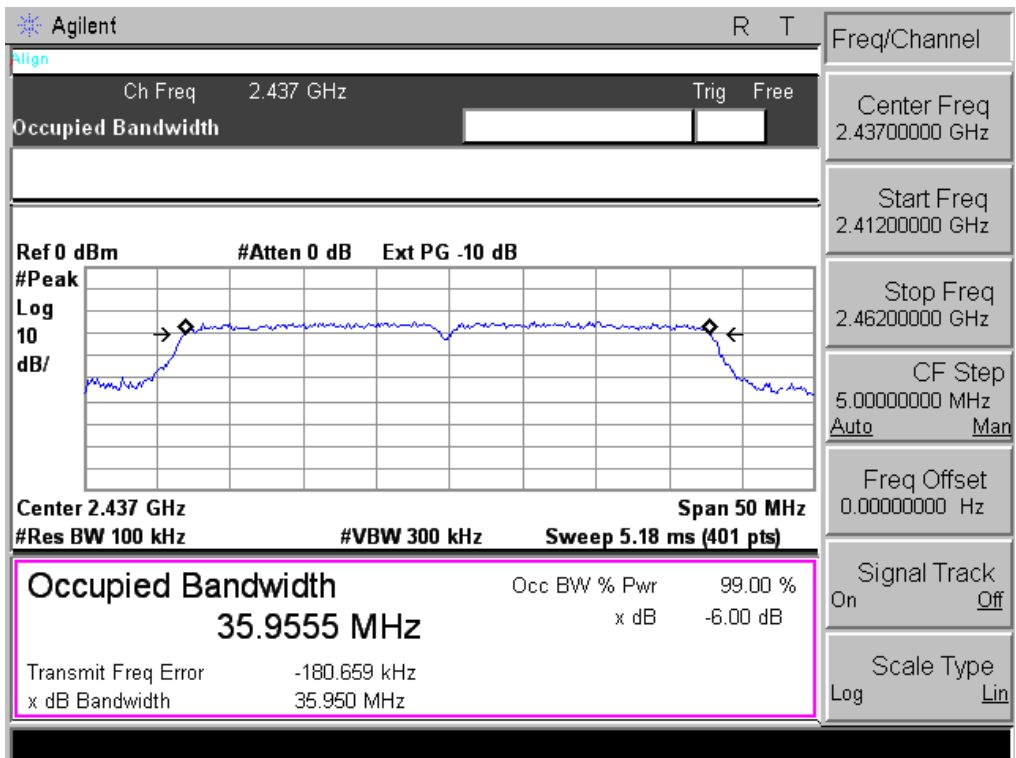 Agilent R T
Align
Ch Freq 2.437 GHz Trig Free
Occupied Bandwidth
Ref 0 dBm #Atten 0 dB Ext PG -10 dB
#Peak
Log
10
dB/
Center 2.437 GHz Span 50 MHz
#Res BW 100 kHz #VBW 300 kHz Sweep 5.18 ms (401 pts)
Occupied Bandwidth Occ BW % Pwr 99.00 %
35.9555 MHz x dB -6.00 dB
Transmit Freq Error -180.659 kHz
x dB Bandwidth 35.950 MHz
Freq/Channel
Center Freq
2.43700000 GHz
Start Freq
2.41200000 GHz
Stop Freq
2.46200000 GHz
CF Step
5.00000000 MHz
Auto Man
Freq Offset
0.00000000 Hz
Signal Track
On Off
Scale Type
Log Lin